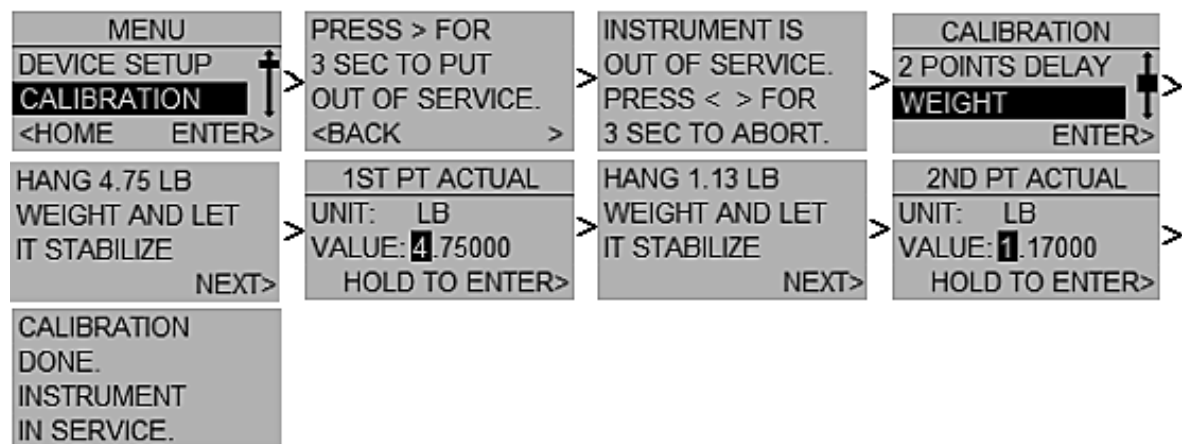 MENU
DEVICE SETUP
CALIBRATION
<HOME ENTER>
>
PRESS > FOR
3 SEC TO PUT
OUT OF SERVICE.
<BACK >
>
INSTRUMENT IS
OUT OF SERVICE.
PRESS < > FOR
3 SEC TO ABORT.
>
CALIBRATION
2 POINTS DELAY
WEIGHT
ENTER>
>
HANG 4.75 LB
WEIGHT AND LET
IT STABILIZE
NEXT>
>
1ST PT ACTUAL
UNIT: LB
VALUE: 4.75000
HOLD TO ENTER>
>
HANG 1.13 LB
WEIGHT AND LET
IT STABILIZE
NEXT>
>
2ND PT ACTUAL
UNIT: LB
VALUE: 1.17000
HOLD TO ENTER>
>
CALIBRATION
DONE.
INSTRUMENT
IN SERVICE.